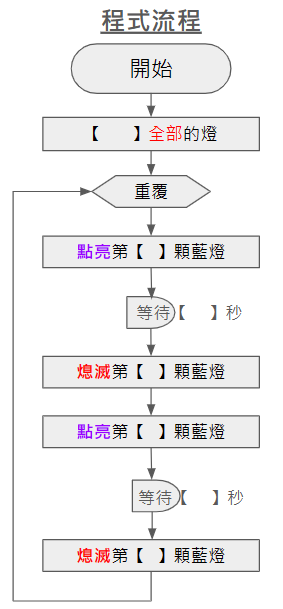 程式流程
開始
【　　】全部的燈
重覆
點亮第【　】顆藍燈
等待【　　】秒
熄滅第【　】顆藍燈
點亮第【　】顆藍燈
等待【　　】秒
熄滅第【　】顆藍燈